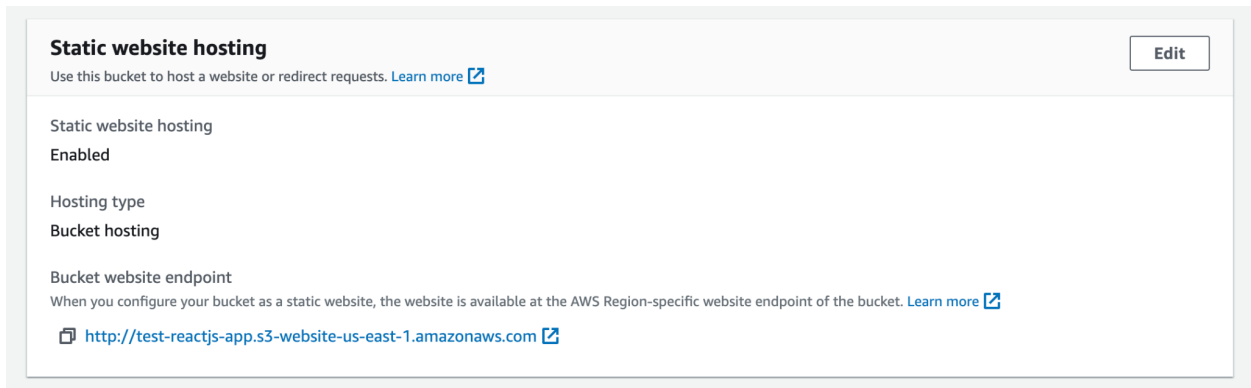 Static website hosting
Edit
Use this bucket to host a website or redirect requests. Learn more
Static website hosting
Enabled
Hosting type
Bucket hosting
Bucket website endpoint
When you configure your bucket as a static website, the website is available at the AWS Region-specific website endpoint of the bucket. Learn more
http://test-reactjs-app.s3-website-us-east-1.amazonaws.com